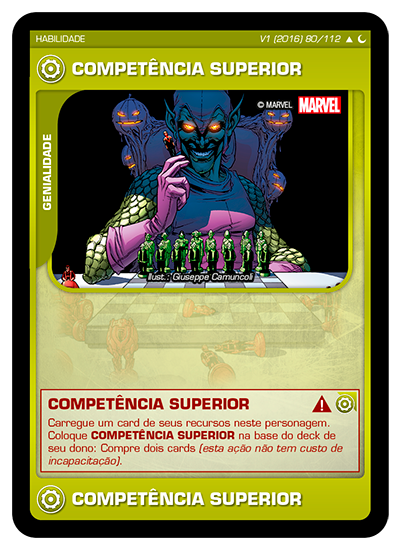 HABILIDADE
V1 (2016) 80/112
COMPETÊNCIA SUPERIOR
© MARVEL MARVEL
GENIALIDADE
Ilust.: Giuseppe Camuncoli
COMPETÊNCIA SUPERIOR
Carregue um card de seus recursos neste personagem.
Coloque COMPETÊNCIA SUPERIOR na base do deck de
seu dono: Compre dois cards (esta ação não tem custo de
incapacitação).
COMPETÊNCIA SUPERIOR